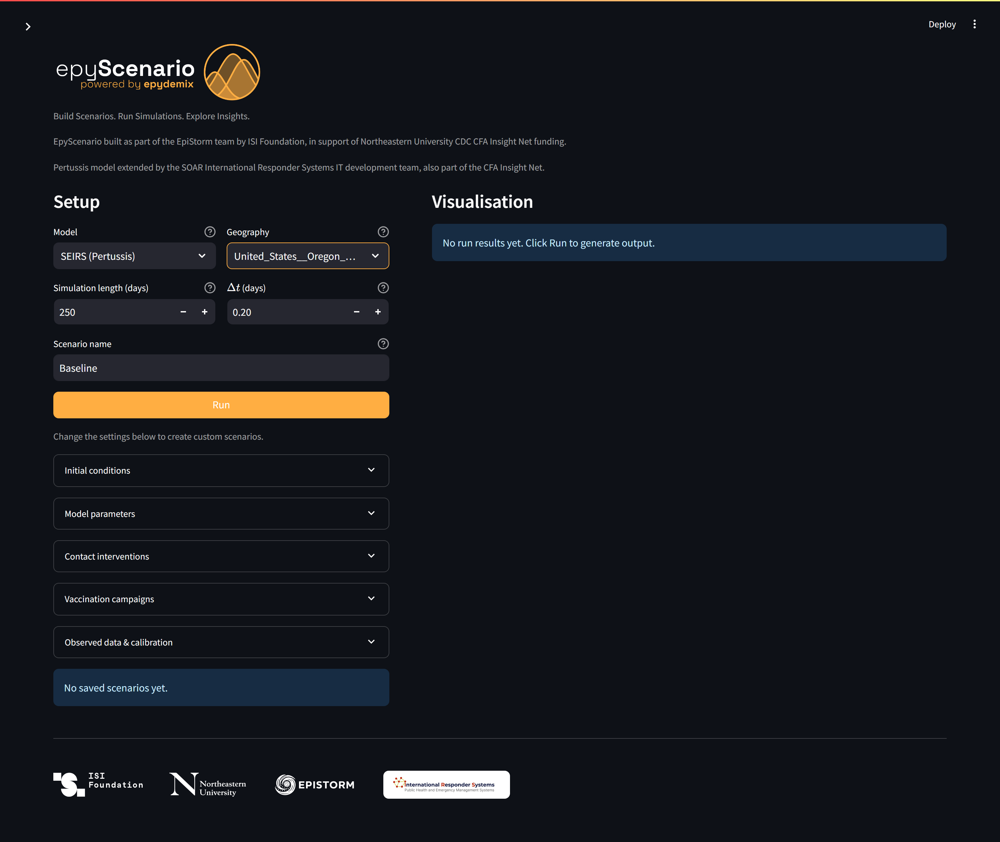 Deploy
epyScenario
powered by epydemix
Build Scenarios. Run Simulations. Explore Insights.
EpyScenario built as part of the EpiStorm team by ISI Foundation, in support of Northeastern University CDC CFA Insight Net funding.
Pertussis model extended by the SOAR International Responder Systems IT development team, also part of the CFA Insight Net.
Setup
Model
Geography
SEIRS (Pertussis)
United_States__Oregon_...
Simulation length (days)
Δt (days)
250
0.20
Scenario name
Baseline
Run
Change the settings below to create custom scenarios.
Initial conditions
Model parameters
Contact interventions
Vaccination campaigns
Observed data & calibration
No saved scenarios yet.
Visualisation
No run results yet. Click Run to generate output.
ISI
Foundation
Northeastern
University
EPISTORM
International Responder Systems
Public Health and Emergency Management Systems